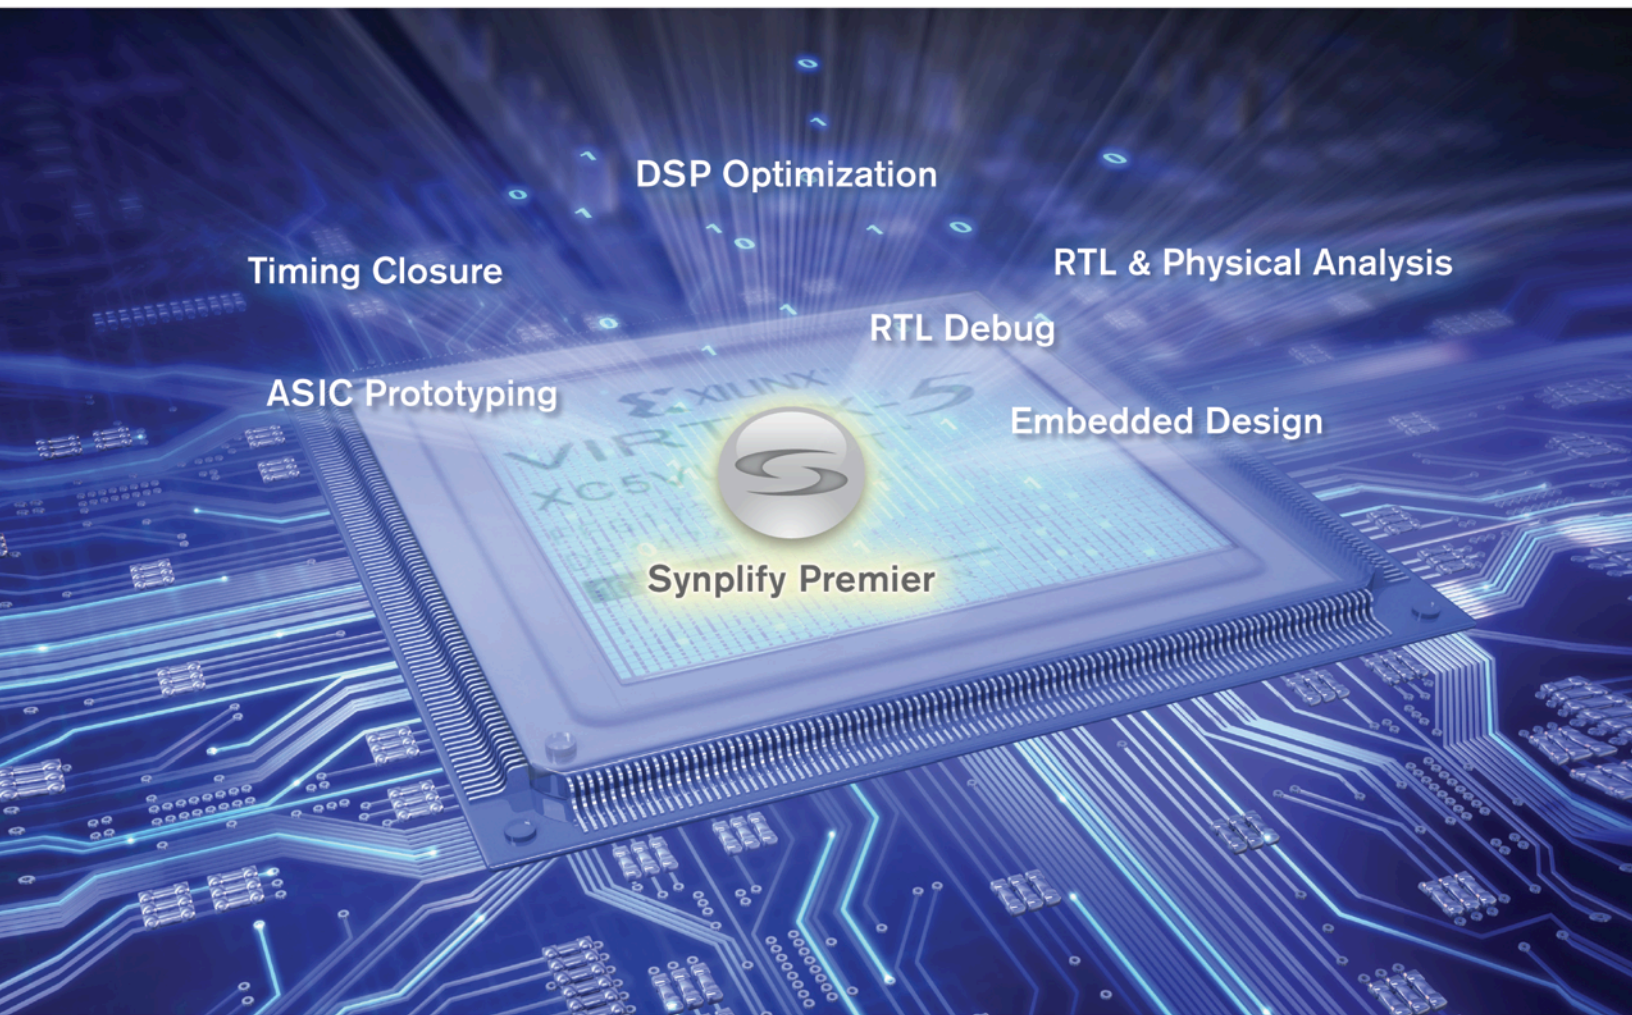 DSP Optimization
Timing Closure
RTL & Physical Analysis
RTL Debug
ASIC Prototyping
XILINX
Embedded Design
Synplify Premier